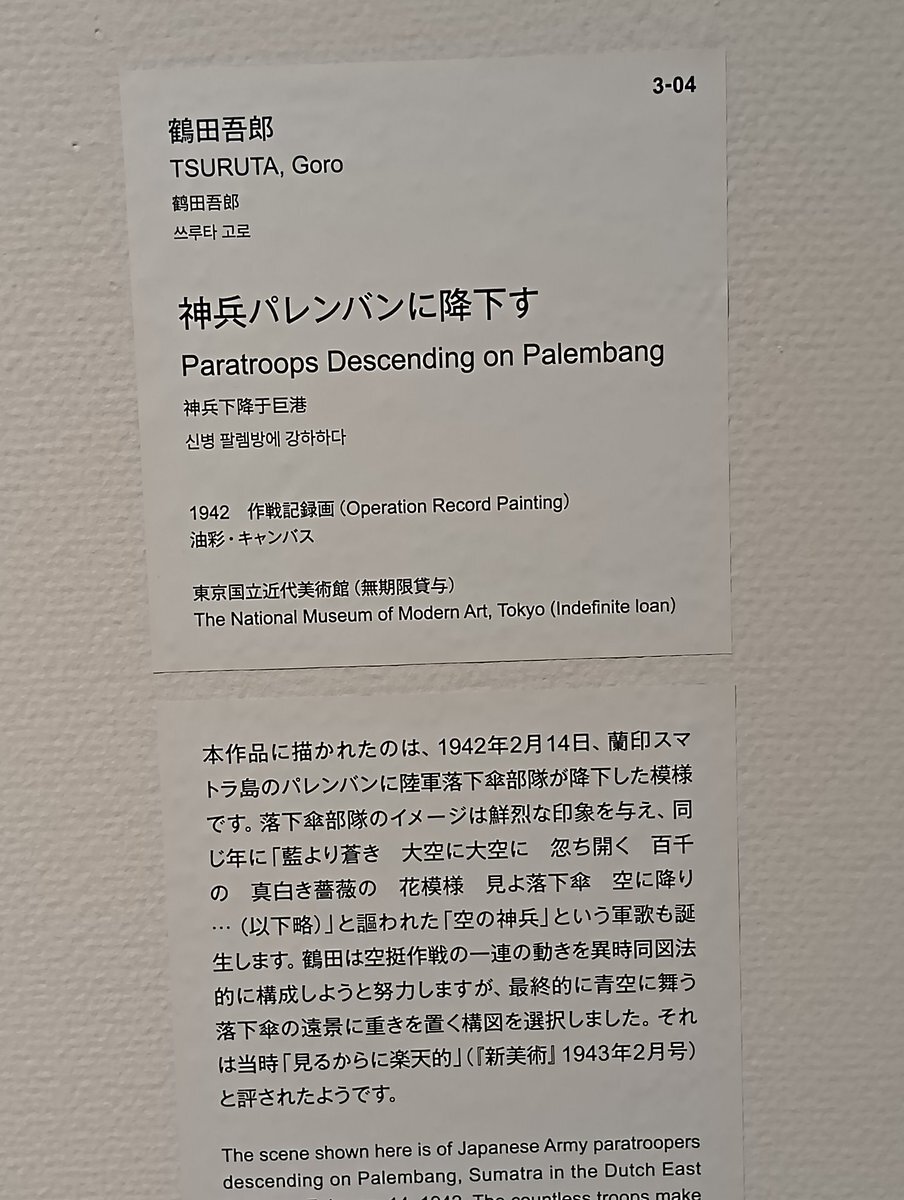 3-04
鶴田吾郎
TSURUTA, Goro
鹤田吾郎
쓰루타 고로
神兵パレンバンに降下す
Paratroops Descending on Palembang
神兵下降于巨港
신병 팔렘방에 강하하다
1942　作戦記録画（Operation Record Painting）
油彩・キャンバス
東京国立近代美術館（無期限貸与）
The National Museum of Modern Art, Tokyo (Indefinite loan)
本作品に描かれたのは、1942年2月14日、蘭印スマ
トラ島のパレンバンに陸軍落下傘部隊が降下した模様
です。落下傘部隊のイメージは鮮烈な印象を与え、同
じ年に「藍より蒼き　大空に大空に　忽ち開く　百千
の　真白き薔薇の　花模様　見よ落下傘　空に降り
…（以下略）」と謳われた「空の神兵」という軍歌も誕
生します。鶴田は空挺作戦の一連の動きを異時同図法
的に構成しようと努力しますが、最終的に青空に舞う
落下傘の遠景に重きを置く構図を選択しました。それ
は当時「見るからに楽天的」（『新美術』1943年2月号）
と評されたようです。
The scene shown here is of Japanese Army paratroopers
descending on Palembang, Sumatra in the Dutch East
14, 1942. The countless troops make